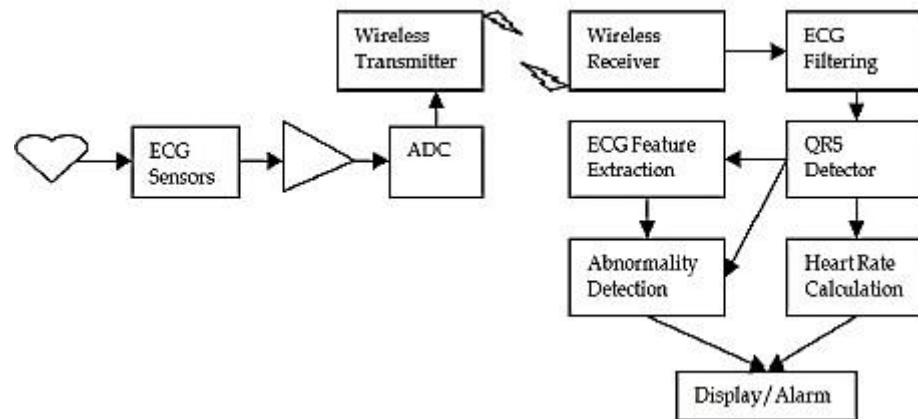 Wireless
Transmitter
Wireless
Receiver
ECG
Filtering
ECG
Sensors
ADC
ECG Feature
Extraction
QRS
Detector
Abnormality
Detection
Heart Rate
Calculation
Display/Alarm